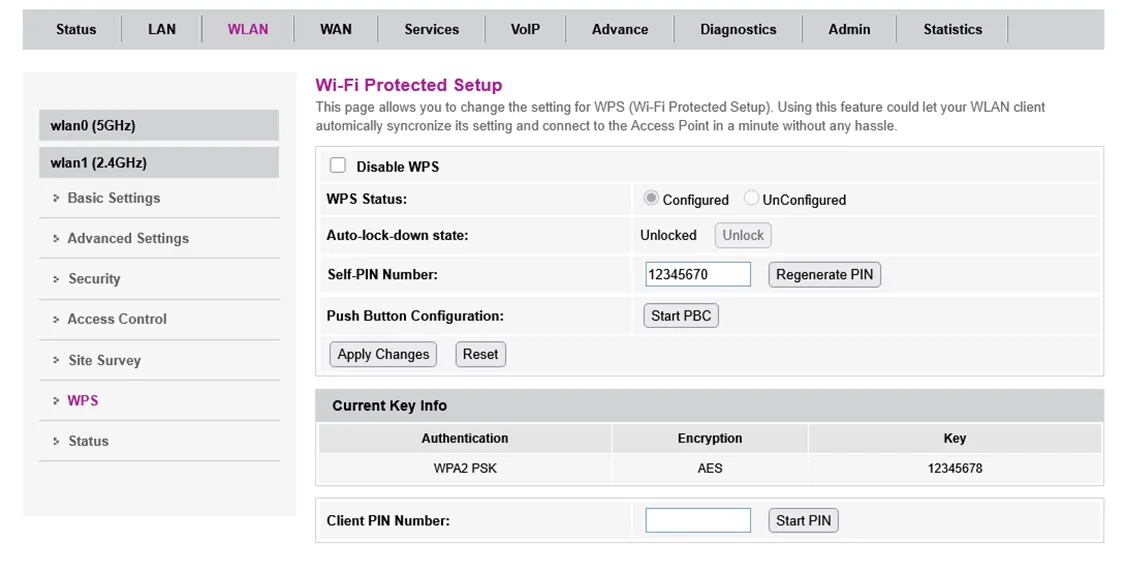 Status LAN WLAN WAN Services VoIP Advance Diagnostics Admin Statistics
wlan0 (5GHz)
wlan1 (2.4GHz)
Basic Settings
Advanced Settings
Security
Access Control
Site Survey
WPS
Status
Wi-Fi Protected Setup
This page allows you to change the setting for WPS (Wi-Fi Protected Setup). Using this feature could let your WLAN client
automically syncronize its setting and connect to the Access Point in a minute without any hassle.
Disable WPS
WPS Status: Configured UnConfigured
Auto-lock-down state: Unlocked Unlock
Self-PIN Number: 12345670 Regenerate PIN
Push Button Configuration: Start PBC
Apply Changes Reset
Current Key Info
Authentication Encryption Key
WPA2 PSK AES 12345678
Client PIN Number: Start PIN